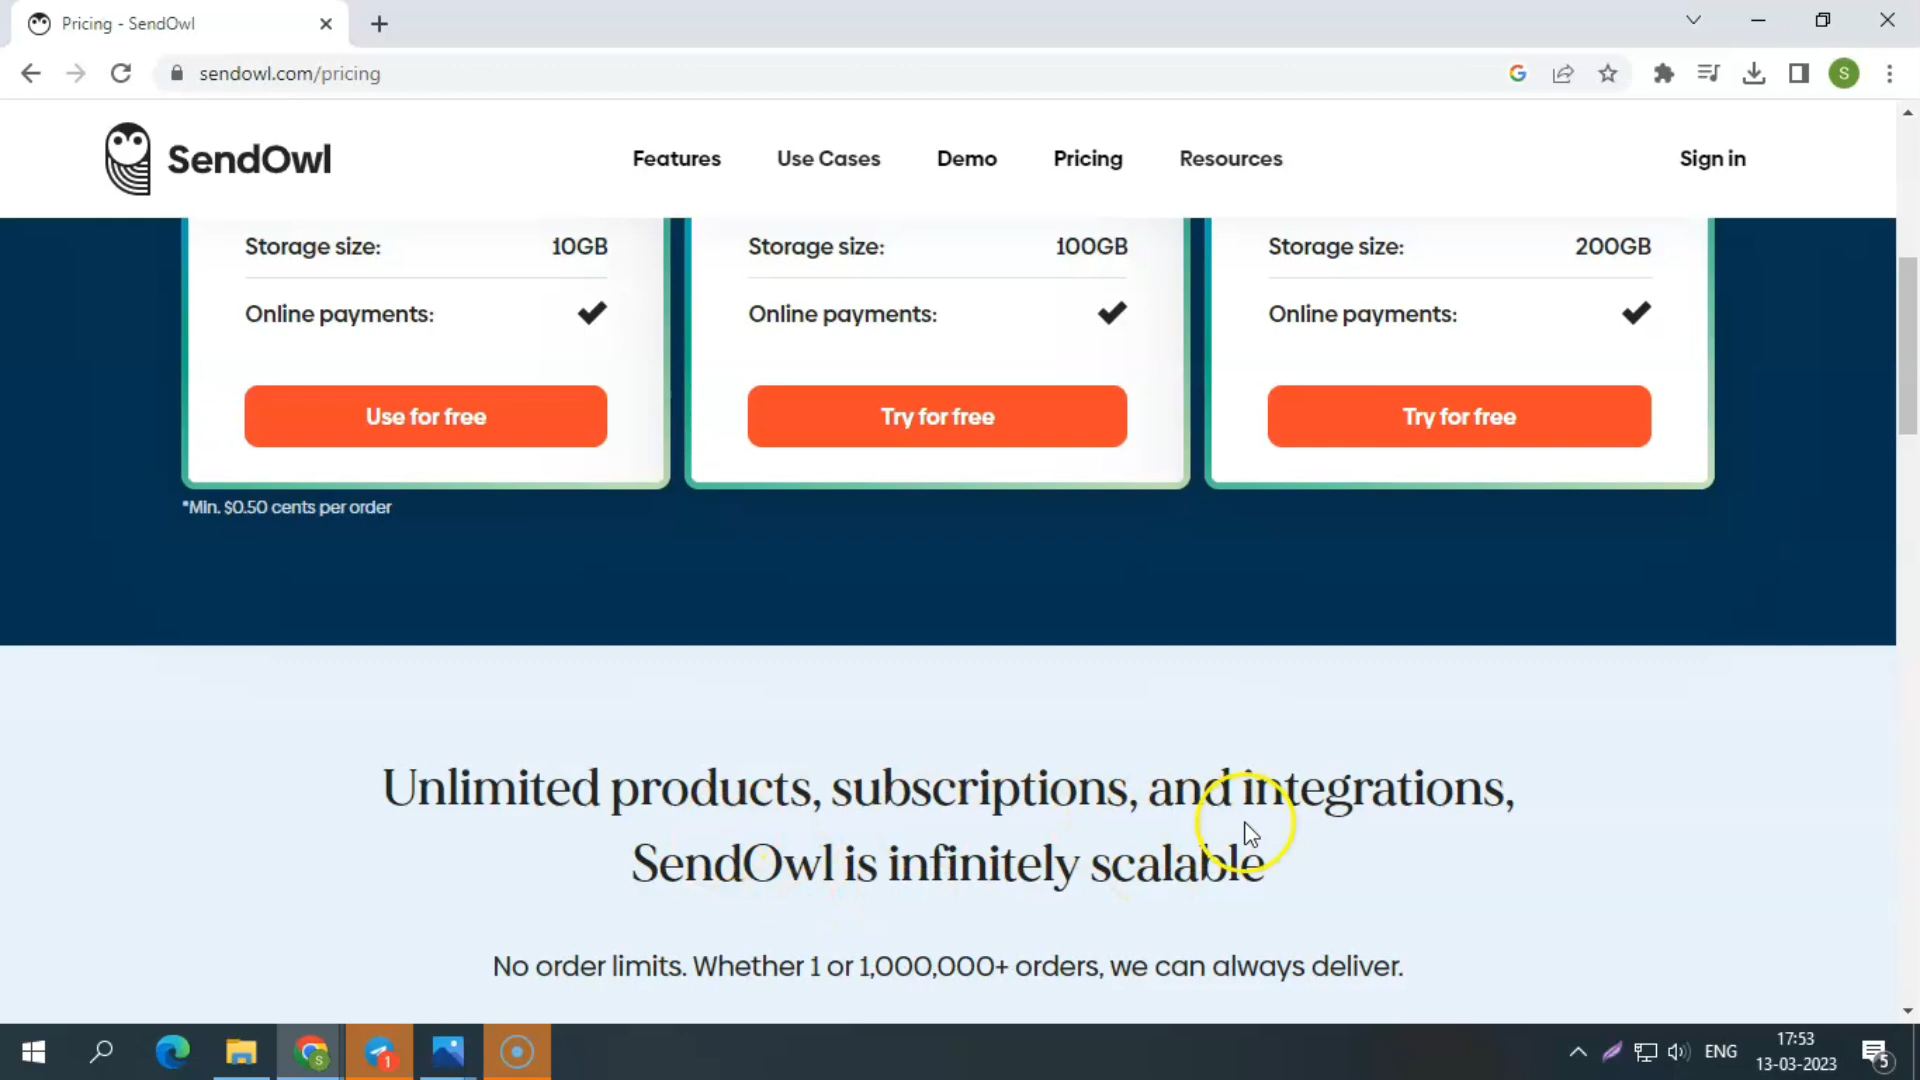 Pricing - SendOwl
sendowl.com/pricing
S
SendOwl
Features
Use Cases
Demo
Pricing
Resources
Sign in
Storage size: 10GB
Online payments:
Use for free
Storage size: 100GB
Online payments:
Try for free
Storage size: 200GB
Online payments:
Try for free
*Min. $0.50 cents per order
Unlimited products, subscriptions, and integrations,
SendOwl is infinitely scalable
No order limits. Whether 1 or 1,000,000+ orders, we can always deliver.
S
1
ENG
17:53
13-03-2023
5